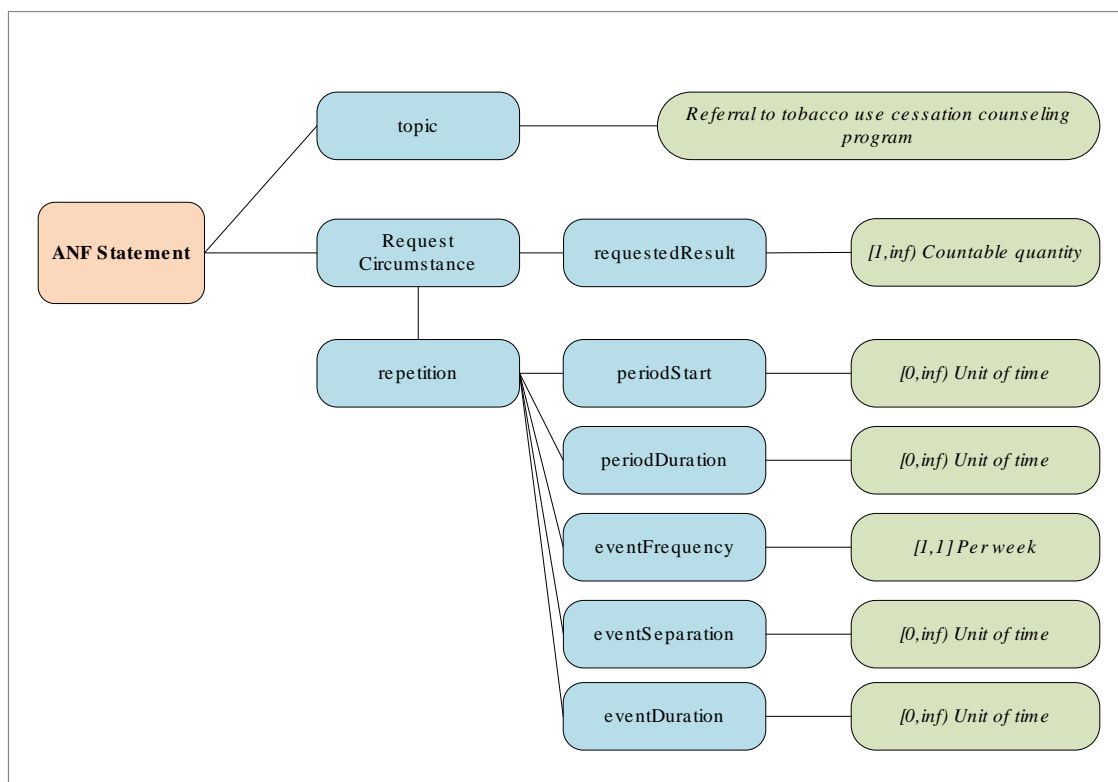 topic
Referral to tobacco use cessation counseling
program
ANF Statement
Request
Circumstance
requestedResult
[1,inf) Countable quantity
repetition
periodStart
[0,inf) Unit of time
periodDuration
[0,inf) Unit of time
eventFrequency
[1,1] Per week
eventSeparation
[0,inf) Unit of time
eventDuration
[0,inf) Unit of time